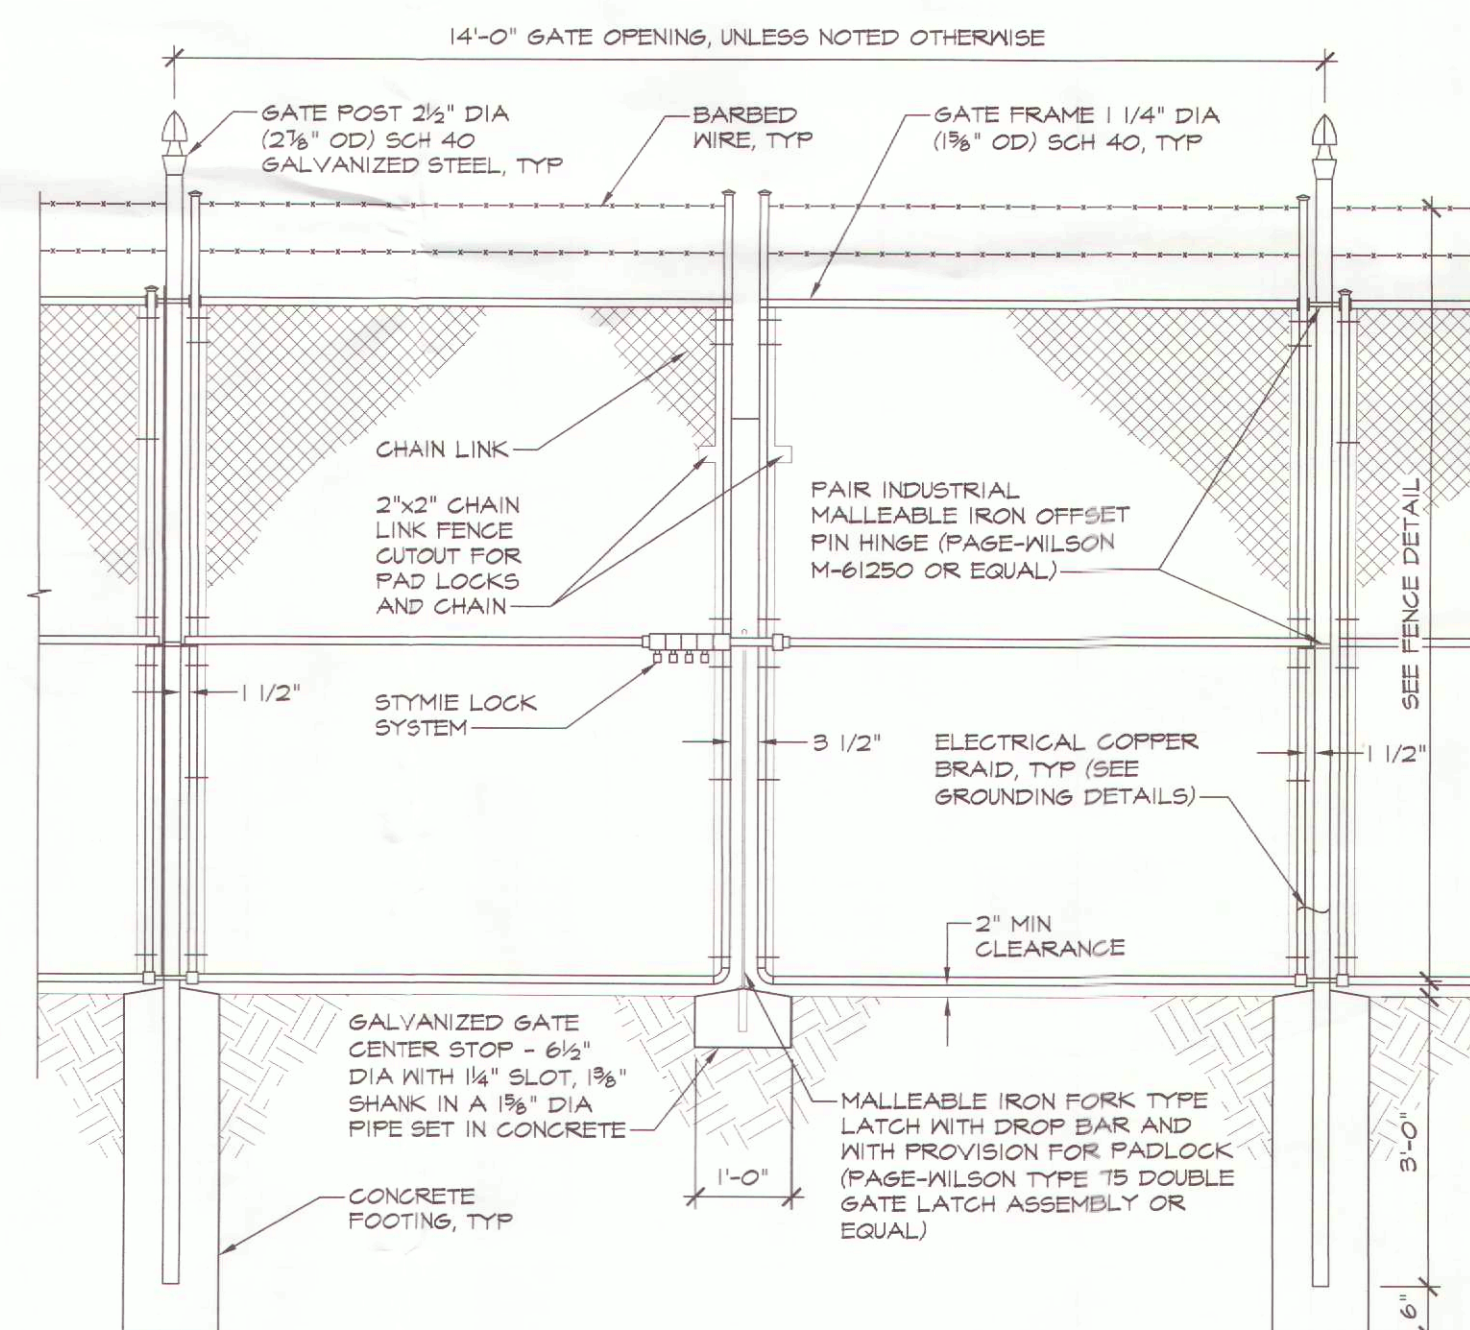 14'-0" GATE OPENING, UNLESS NOTED OTHERWISE
GATE POST 2½" DIA
(2⅞" OD) SCH 40
GALVANIZED STEEL, TYP
BARBED
WIRE, TYP
GATE FRAME 1 1/4" DIA
(1⅝" OD) SCH 40, TYP
CHAIN LINK
2"x2" CHAIN
LINK FENCE
CUTOUT FOR
PAD LOCKS
AND CHAIN
PAIR INDUSTRIAL
MALLEABLE IRON OFFSET
PIN HINGE (PAGE-WILSON
M-61250 OR EQUAL)
SEE FENCE DETAIL
1 1/2"
STYMIE LOCK
SYSTEM
3 1/2"
ELECTRICAL COPPER
BRAID, TYP (SEE
GROUNDING DETAILS)
1 1/2"
2" MIN
CLEARANCE
GALVANIZED GATE
CENTER STOP - 6½"
DIA WITH 1¼" SLOT, 1⅜"
SHANK IN A 1⅝" DIA
PIPE SET IN CONCRETE
MALLEABLE IRON FORK TYPE
LATCH WITH DROP BAR AND
WITH PROVISION FOR PADLOCK
(PAGE-WILSON TYPE 75 DOUBLE
GATE LATCH ASSEMBLY OR
EQUAL)
1'-0"
3'-0"
CONCRETE
FOOTING, TYP
6"